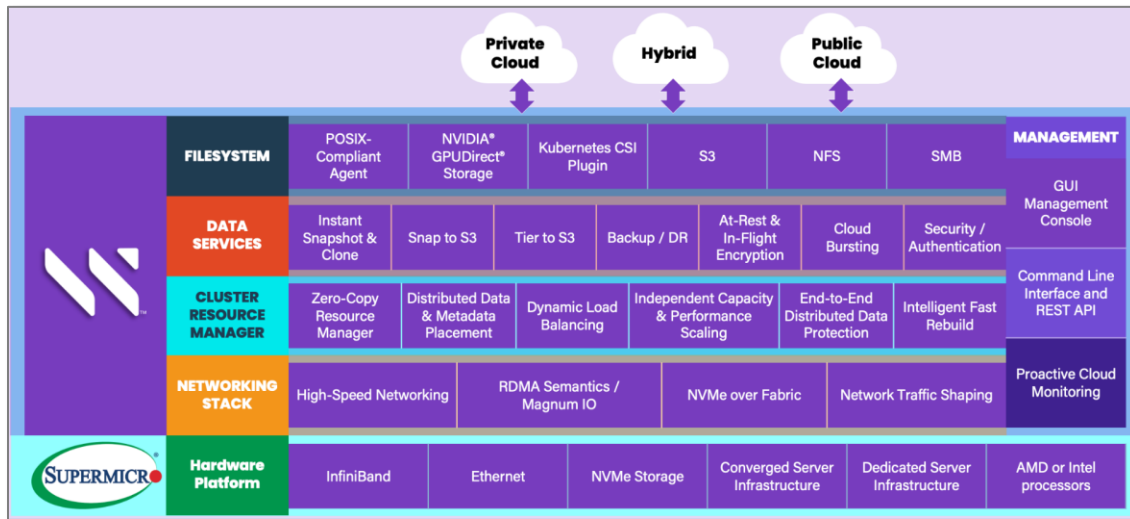 Private
Cloud
Hybrid
Public
Cloud
FILESYSTEM
POSIX-
Compliant
Agent
NVIDIA®
GPUDirect®
Storage
Kubernetes CSI
Plugin
S3
NFS
SMB
MANAGEMENT
GUI
Management
Console
Command Line
Interface and
REST API
Proactive Cloud
Monitoring
DATA
SERVICES
Instant
Snapshot &
Clone
Snap to S3
Tier to S3
Backup / DR
At-Rest &
In-Flight
Encryption
Cloud
Bursting
Security /
Authentication
TM
CLUSTER
RESOURCE
MANAGER
Zero-Copy
Resource
Manager
Distributed Data
& Metadata
Placement
Dynamic Load
Balancing
Independent Capacity
& Performance
Scaling
End-to-End
Distributed Data
Protection
Intelligent Fast
Rebuild
NETWORKING
STACK
High-Speed Networking
RDMA Semantics /
Magnum IO
NVMe over Fabric
Network Traffic Shaping
SUPERMICRO®
Hardware
Platform
InfiniBand
Ethernet
NVMe Storage
Converged Server
Infrastructure
Dedicated Server
Infrastructure
AMD or Intel
processors